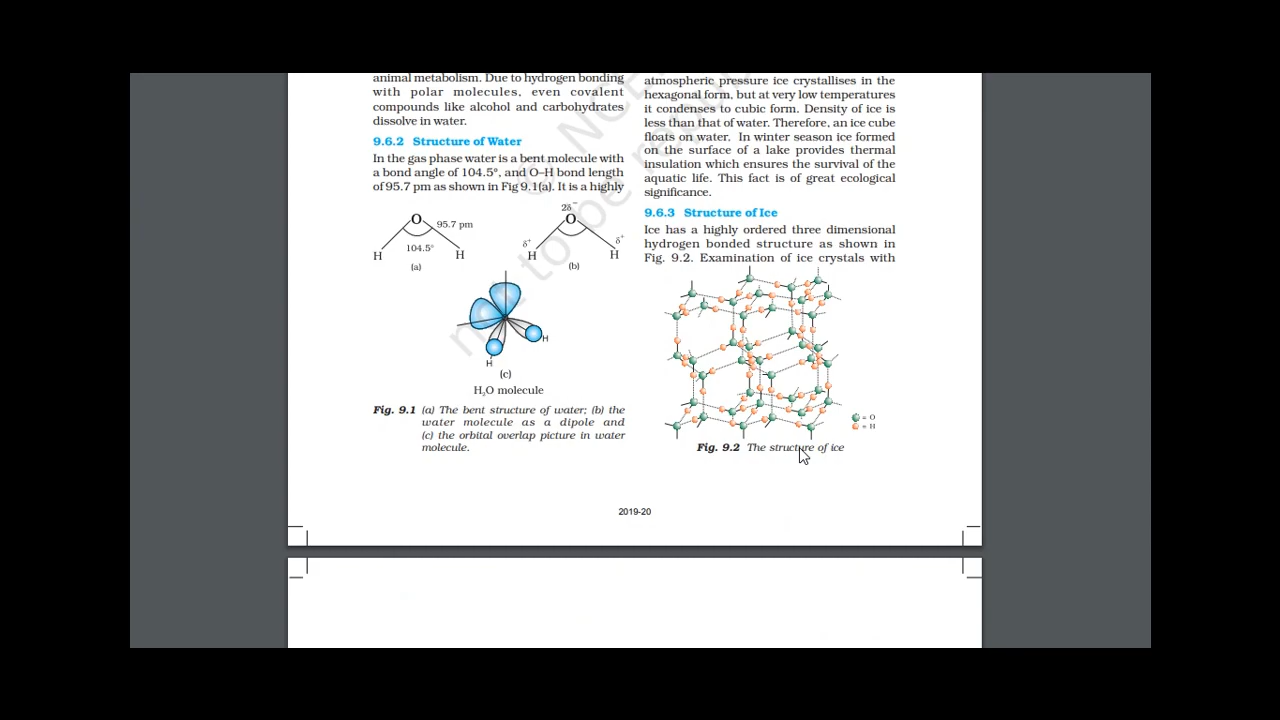 animal metabolism. Due to hydrogen bonding
with polar molecules, even covalent
compounds like alcohol and carbohydrates
dissolve in water.
9.6.2 Structure of Water
In the gas phase water is a bent molecule with
a bond angle of 104.5°, and O–H bond length
of 95.7 pm as shown in Fig 9.1(a). It is a highly
O
95.7 pm
104.5°
H
H
(a)
2δ⁻
O
δ⁺
δ⁺
H
H
(b)
H
H
(c)
H₂O molecule
Fig. 9.1 (a) The bent structure of water; (b) the
water molecule as a dipole and
(c) the orbital overlap picture in water
molecule.
atmospheric pressure ice crystallises in the
hexagonal form, but at very low temperatures
it condenses to cubic form. Density of ice is
less than that of water. Therefore, an ice cube
floats on water. In winter season ice formed
on the surface of a lake provides thermal
insulation which ensures the survival of the
aquatic life. This fact is of great ecological
significance.
9.6.3 Structure of Ice
Ice has a highly ordered three dimensional
hydrogen bonded structure as shown in
Fig. 9.2. Examination of ice crystals with
= O
= H
Fig. 9.2 The structure of ice
2019-20
© NCE
not to be rep